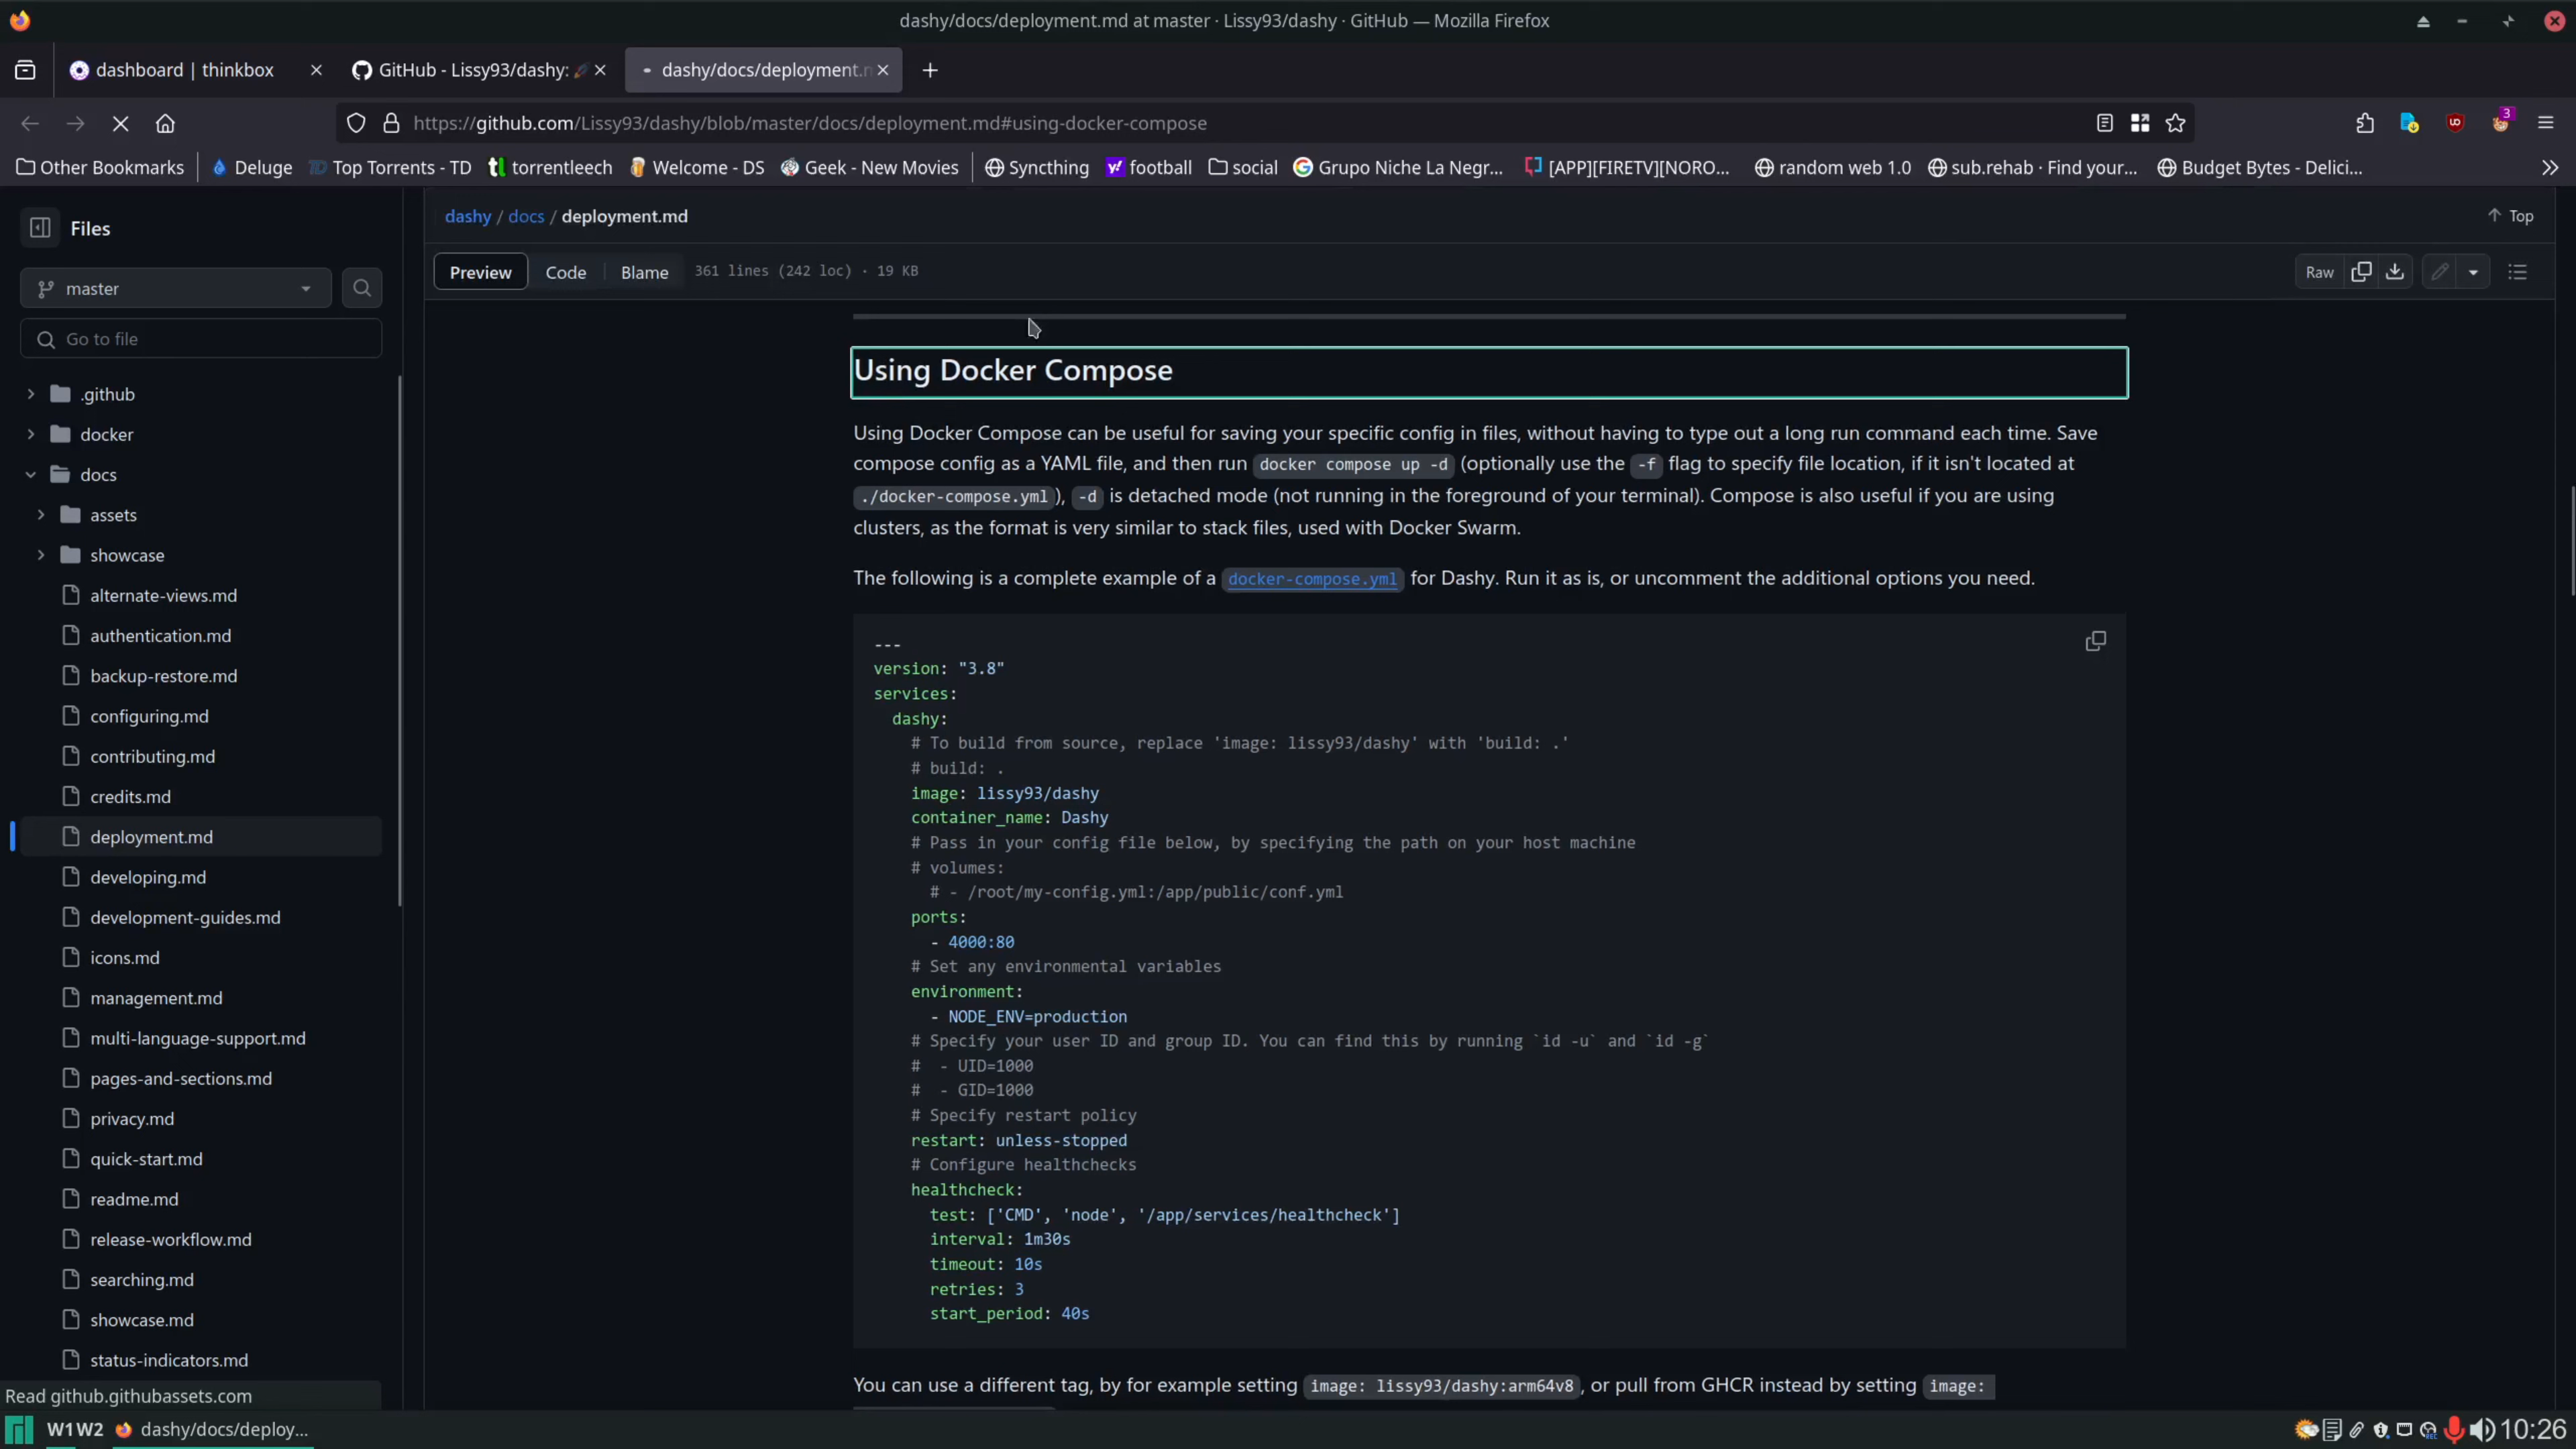 dashy/docs/deployment.md at master · Lissy93/dashy · GitHub — Mozilla Firefox
dashboard | thinkbox
GitHub - Lissy93/dashy: 🚀
dashy/docs/deployment.m
https://github.com/Lissy93/dashy/blob/master/docs/deployment.md#using-docker-compose
3
Other Bookmarks
Deluge
Top Torrents - TD
torrentleech
Welcome - DS
Geek - New Movies
Syncthing
football
social
Grupo Niche La Negr...
[APP][FIRETV][NORO...
random web 1.0
sub.rehab · Find your...
Budget Bytes - Delici...
Files
master
Go to file
.github
docker
docs
assets
showcase
alternate-views.md
authentication.md
backup-restore.md
configuring.md
contributing.md
credits.md
deployment.md
developing.md
development-guides.md
icons.md
management.md
multi-language-support.md
pages-and-sections.md
privacy.md
quick-start.md
readme.md
release-workflow.md
searching.md
showcase.md
status-indicators.md
Read github.githubassets.com
dashy / docs / deployment.md
Top
Preview
Code
Blame
361 lines (242 loc) · 19 KB
Raw
Using Docker Compose
Using Docker Compose can be useful for saving your specific config in files, without having to type out a long run command each time. Save
compose config as a YAML file, and then run docker compose up -d (optionally use the -f flag to specify file location, if it isn't located at
./docker-compose.yml), -d is detached mode (not running in the foreground of your terminal). Compose is also useful if you are using
clusters, as the format is very similar to stack files, used with Docker Swarm.
The following is a complete example of a docker-compose.yml for Dashy. Run it as is, or uncomment the additional options you need.
---
version: "3.8"
services:
  dashy:
    # To build from source, replace 'image: lissy93/dashy' with 'build: .'
    # build: .
    image: lissy93/dashy
    container_name: Dashy
    # Pass in your config file below, by specifying the path on your host machine
    # volumes:
      # - /root/my-config.yml:/app/public/conf.yml
    ports:
      - 4000:80
    # Set any environmental variables
    environment:
      - NODE_ENV=production
    # Specify your user ID and group ID. You can find this by running `id -u` and `id -g`
    #  - UID=1000
    #  - GID=1000
    # Specify restart policy
    restart: unless-stopped
    # Configure healthchecks
    healthcheck:
      test: ['CMD', 'node', '/app/services/healthcheck']
      interval: 1m30s
      timeout: 10s
      retries: 3
      start_period: 40s
You can use a different tag, by for example setting image: lissy93/dashy:arm64v8, or pull from GHCR instead by setting image:
W1 W2
dashy/docs/deploy...
10:26